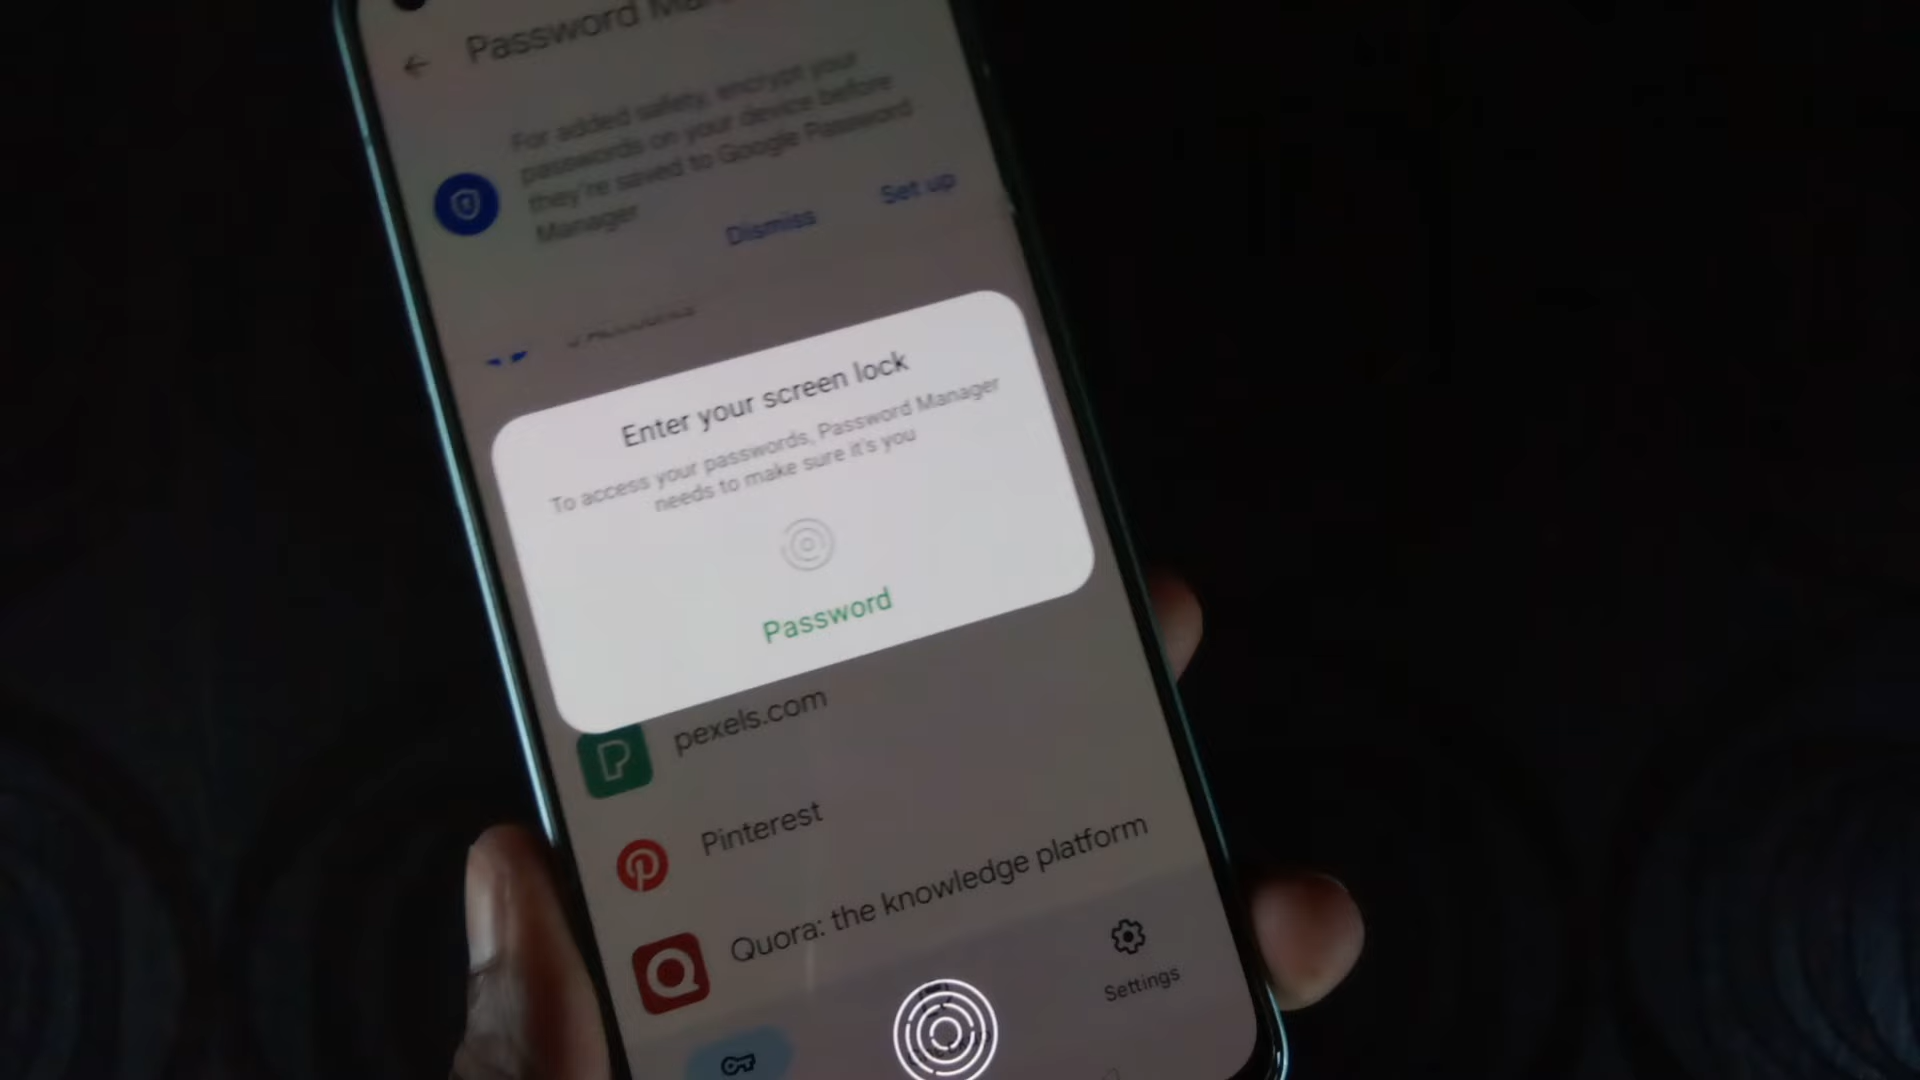 Password
For added safety, encrypt your
passwords on your device before
they're saved to Google Password
Manager
Dismiss
Set up
Enter your screen lock
To access your passwords, Password Manager
needs to make sure it's you
Password
pexels.com
Pinterest
Quora: the knowledge platform
Settings